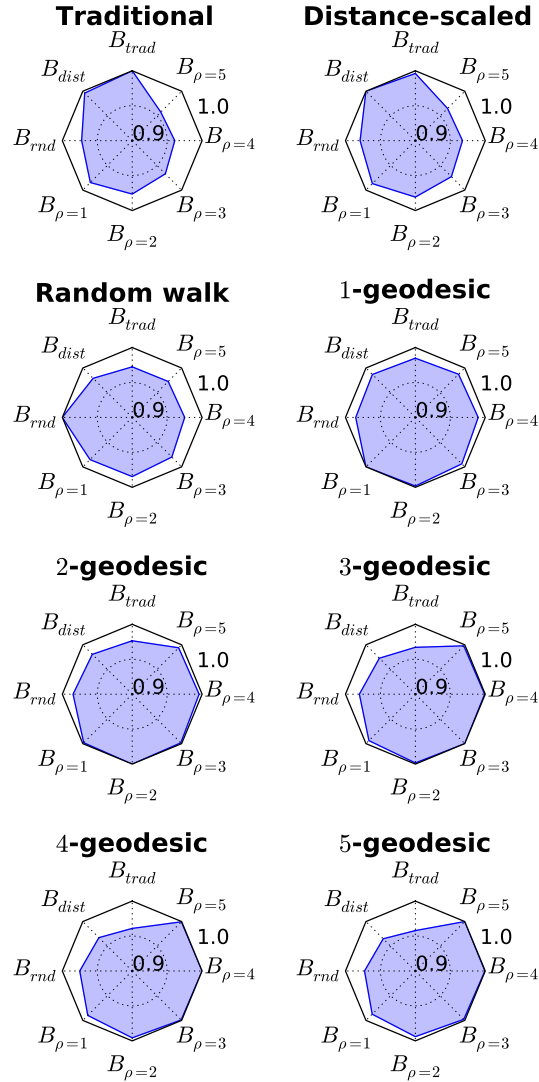 Traditional
B_trad
B_dist
B_ρ=5
1.0
0.9
B_rnd
B_ρ=4
B_ρ=1
B_ρ=3
B_ρ=2
Distance-scaled
B_trad
B_dist
B_ρ=5
1.0
0.9
B_rnd
B_ρ=4
B_ρ=1
B_ρ=3
B_ρ=2
Random walk
B_trad
B_dist
B_ρ=5
1.0
0.9
B_rnd
B_ρ=4
B_ρ=1
B_ρ=3
B_ρ=2
1-geodesic
B_trad
B_dist
B_ρ=5
1.0
0.9
B_rnd
B_ρ=4
B_ρ=1
B_ρ=3
B_ρ=2
2-geodesic
B_trad
B_dist
B_ρ=5
1.0
0.9
B_rnd
B_ρ=4
B_ρ=1
B_ρ=3
B_ρ=2
3-geodesic
B_trad
B_dist
B_ρ=5
1.0
0.9
B_rnd
B_ρ=4
B_ρ=1
B_ρ=3
B_ρ=2
4-geodesic
B_trad
B_dist
B_ρ=5
1.0
0.9
B_rnd
B_ρ=4
B_ρ=1
B_ρ=3
B_ρ=2
5-geodesic
B_trad
B_dist
B_ρ=5
1.0
0.9
B_rnd
B_ρ=4
B_ρ=1
B_ρ=3
B_ρ=2